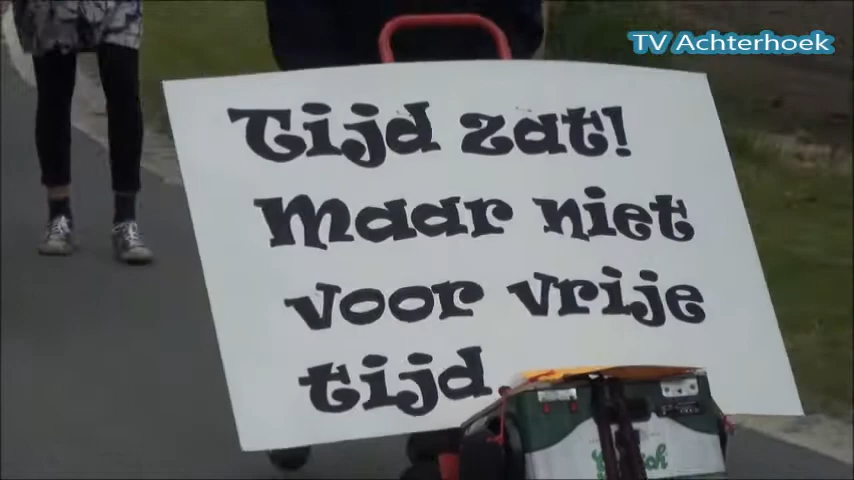 TV Achterhoek
Tijd zat!
Maar niet
voor vrije
tijd.